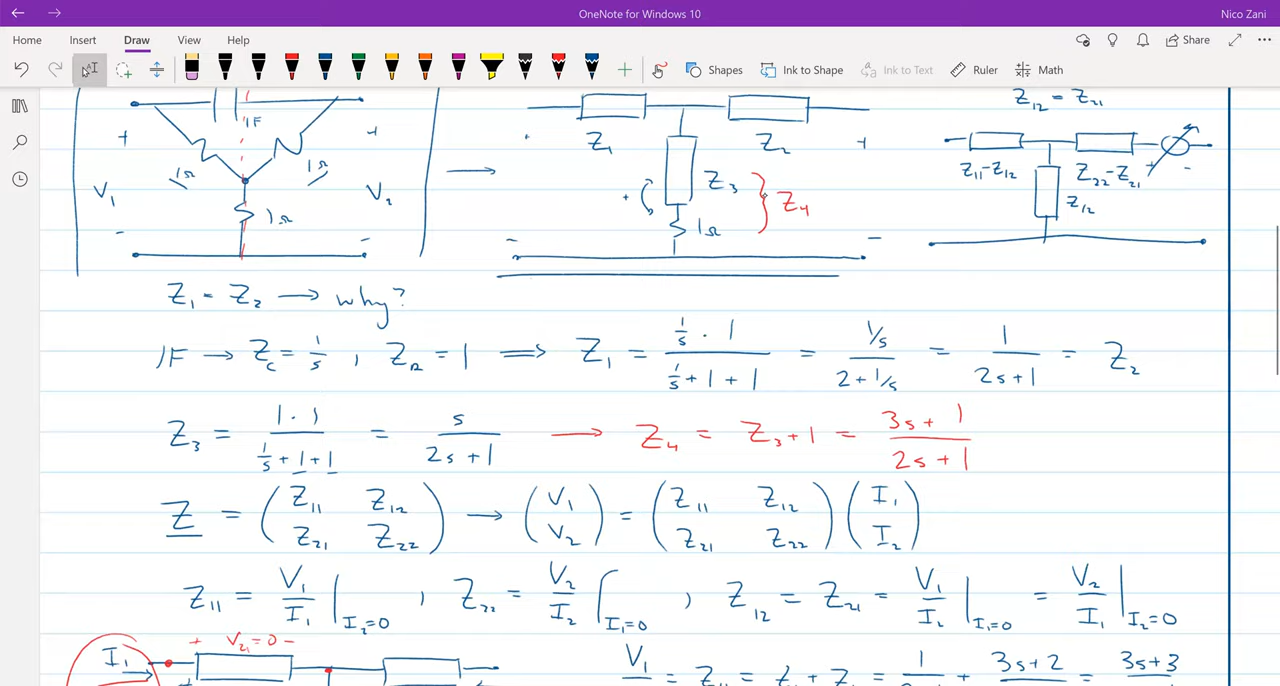 OneNote for Windows 10
Nico Zani
Home Insert Draw View Help
Share
Shapes Ink to Shape Ink to Text Ruler Math
1F
1Ω 1Ω
+ +
V₁ V₂
1Ω
- -
Z₁ Z₂
+
+ Z₃
1Ω
} Z₄
- -
Z₁₂ = Z₂₁
Z₁₁-Z₁₂ Z₂₂-Z₂₁
+ -
Z₁₂
Z₁ = Z₂ → why?
1F → Z_c = 1/s , Z_R = 1 ⟹ Z₁ = (1/s · 1)/(1/s + 1 + 1) = (1/s)/(2 + 1/s) = 1/(2s+1) = Z₂
Z₃ = (1 · 1)/(1/s + 1 + 1) = s/(2s+1) → Z₄ = Z₃ + 1 = (3s + 1)/(2s + 1)
Z = (Z₁₁ Z₁₂ Z₂₁ Z₂₂) → (V₁ V₂) = (Z₁₁ Z₁₂ Z₂₁ Z₂₂)(I₁ I₂)
Z₁₁ = V₁/I₁ |I₂=0 , Z₂₂ = V₂/I₂ |I₁=0 , Z₁₂ = Z₂₁ = V₁/I₂ |I₁=0 = V₂/I₁ |I₂=0
+ V_Z₁=0 -
I₁
V₁ = Z₁₁ = + = 1 + 3s+2 = 3s+3